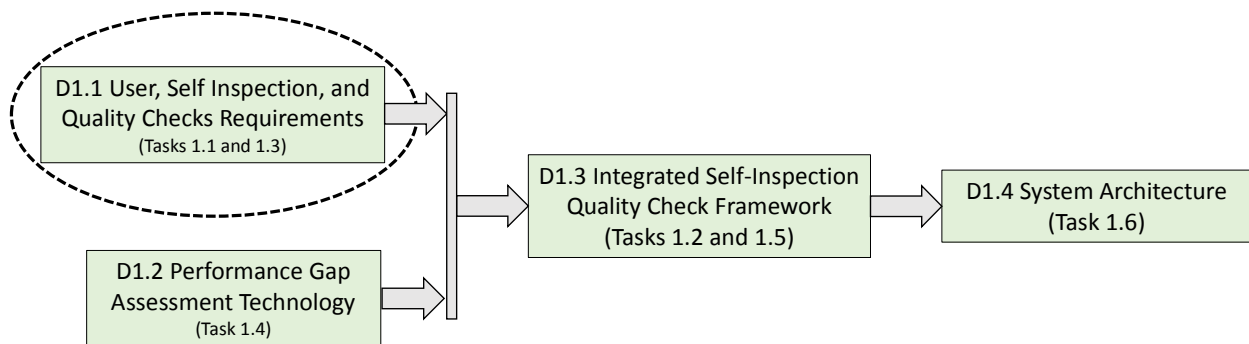 D1.1 User, Self Inspection, and
Quality Checks Requirements
(Tasks 1.1 and 1.3)
D1.2 Performance Gap
Assessment Technology
(Task 1.4)
D1.3 Integrated Self-Inspection
Quality Check Framework
(Tasks 1.2 and 1.5)
D1.4 System Architecture
(Task 1.6)